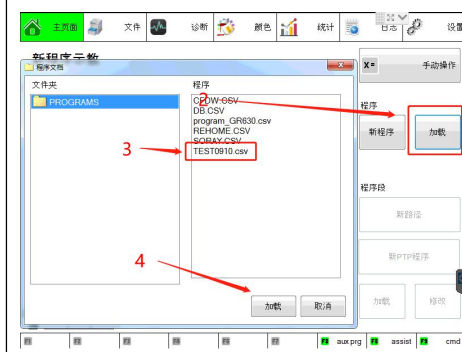 主页面 文件 诊断 颜色 统计 日志 设
新程序示教
程序文档
X= 手动操作
文件夹 程序
PROGRAMS
2
DB.CSV
program_GR630.csv
REHOME.CSV
SORAY.CSV
3
TEST0910.csv
程序
新程序 加载
程序段
新路径
新PTP程序
4
加载 取消
加载 修改
F1 F2 F3 F4 F5 F6 F7 F8 aux.prg F9 assist cmd